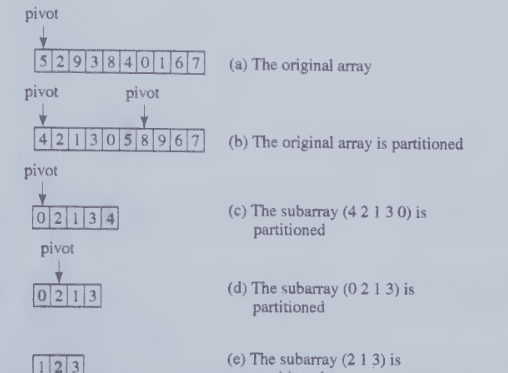 pivot
5 2 9 3 8 4 0 1 6 7 (a) The original array
pivot pivot
4 2 1 3 0 5 8 9 6 7 (b) The original array is partitioned
pivot
0 2 1 3 4 (c) The subarray (4 2 1 3 0) is
partitioned
pivot
0 2 1 3 (d) The subarray (0 2 1 3) is
partitioned
1 2 3 (e) The subarray (2 1 3) is